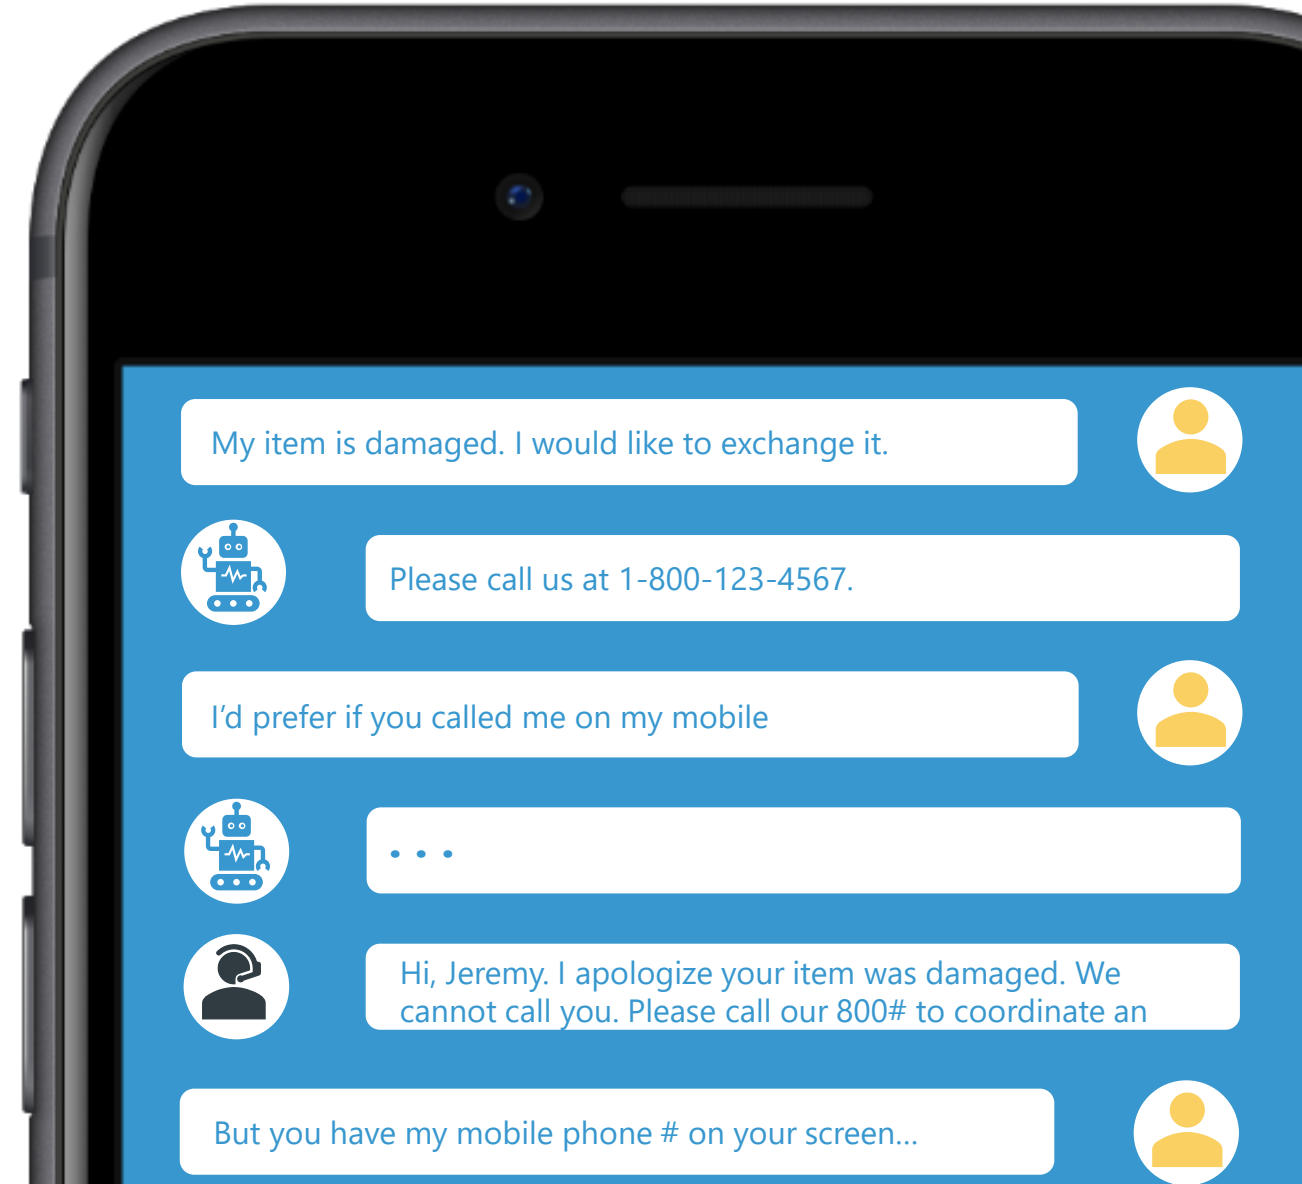 My item is damaged. I would like to exchange it.
Please call us at 1-800-123-4567.
I’d prefer if you called me on my mobile
. . .
Hi, Jeremy. I apologize your item was damaged. We
cannot call you. Please call our 800# to coordinate an
But you have my mobile phone # on your screen...